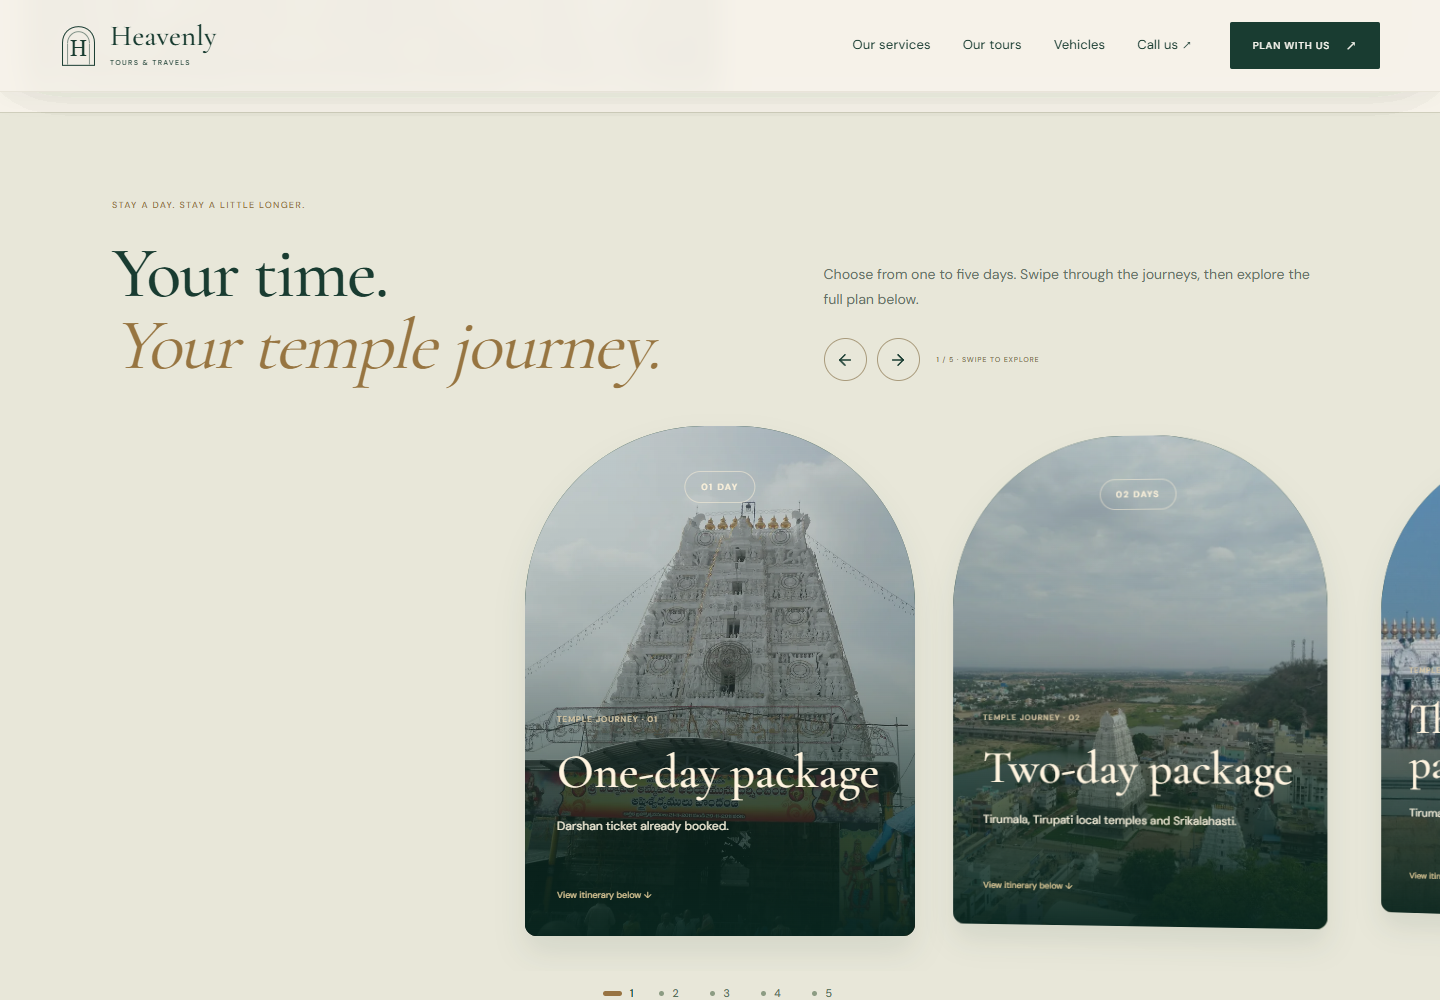 H
Heavenly
TOURS & TRAVELS
Our services
Our tours
Vehicles
Call us ↗
PLAN WITH US ↗
STAY A DAY. STAY A LITTLE LONGER.
Your time.
Your temple journey.
Choose from one to five days. Swipe through the journeys, then explore the
full plan below.
← → 1 / 5 · SWIPE TO EXPLORE
01 DAY
TEMPLE JOURNEY · 01
One-day package
Darshan ticket already booked.
View itinerary below ↓
02 DAYS
TEMPLE JOURNEY · 02
Two-day package
Tirumala, Tirupati local temples and Srikalahasti.
View itinerary below ↓
1
2
3
4
5